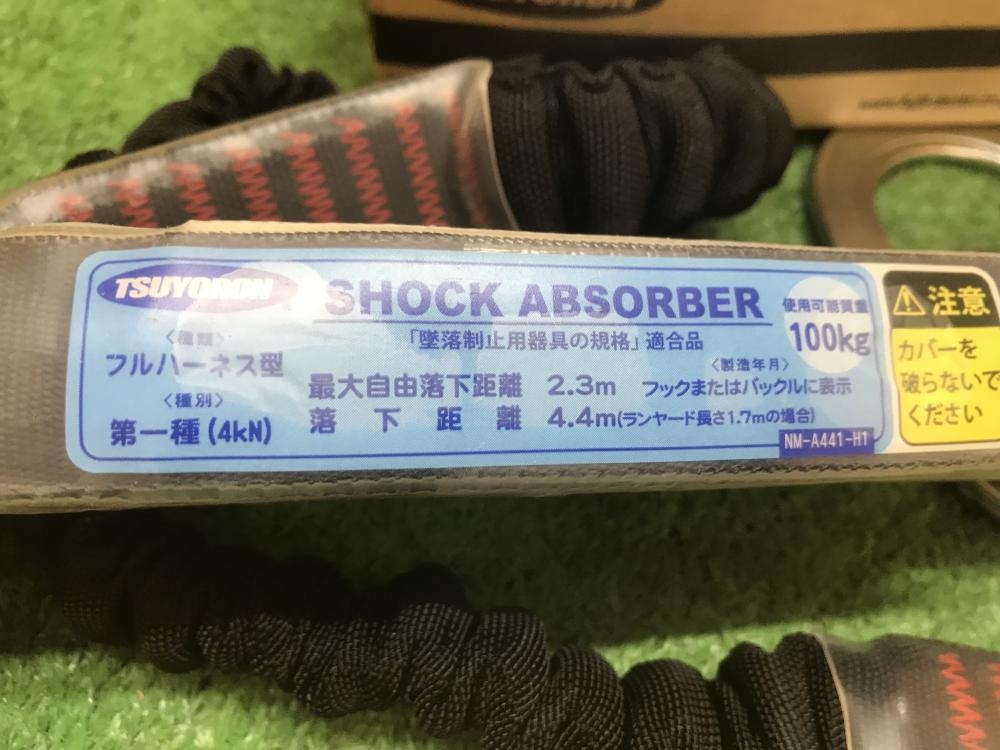 TSUYORON
SHOCK ABSORBER
「墜落制止用器具の規格」適合品
使用可能質量
100kg
〈種類〉
フルハーネス型
〈種別〉
第一種(4kN)
最大自由落下距離 2.3m
落下距離 4.4m(ランヤード長さ1.7mの場合)
〈製造年月〉
フックまたはバックルに表示
NM-A441-H1
注意
カバーを
破らないで
ください